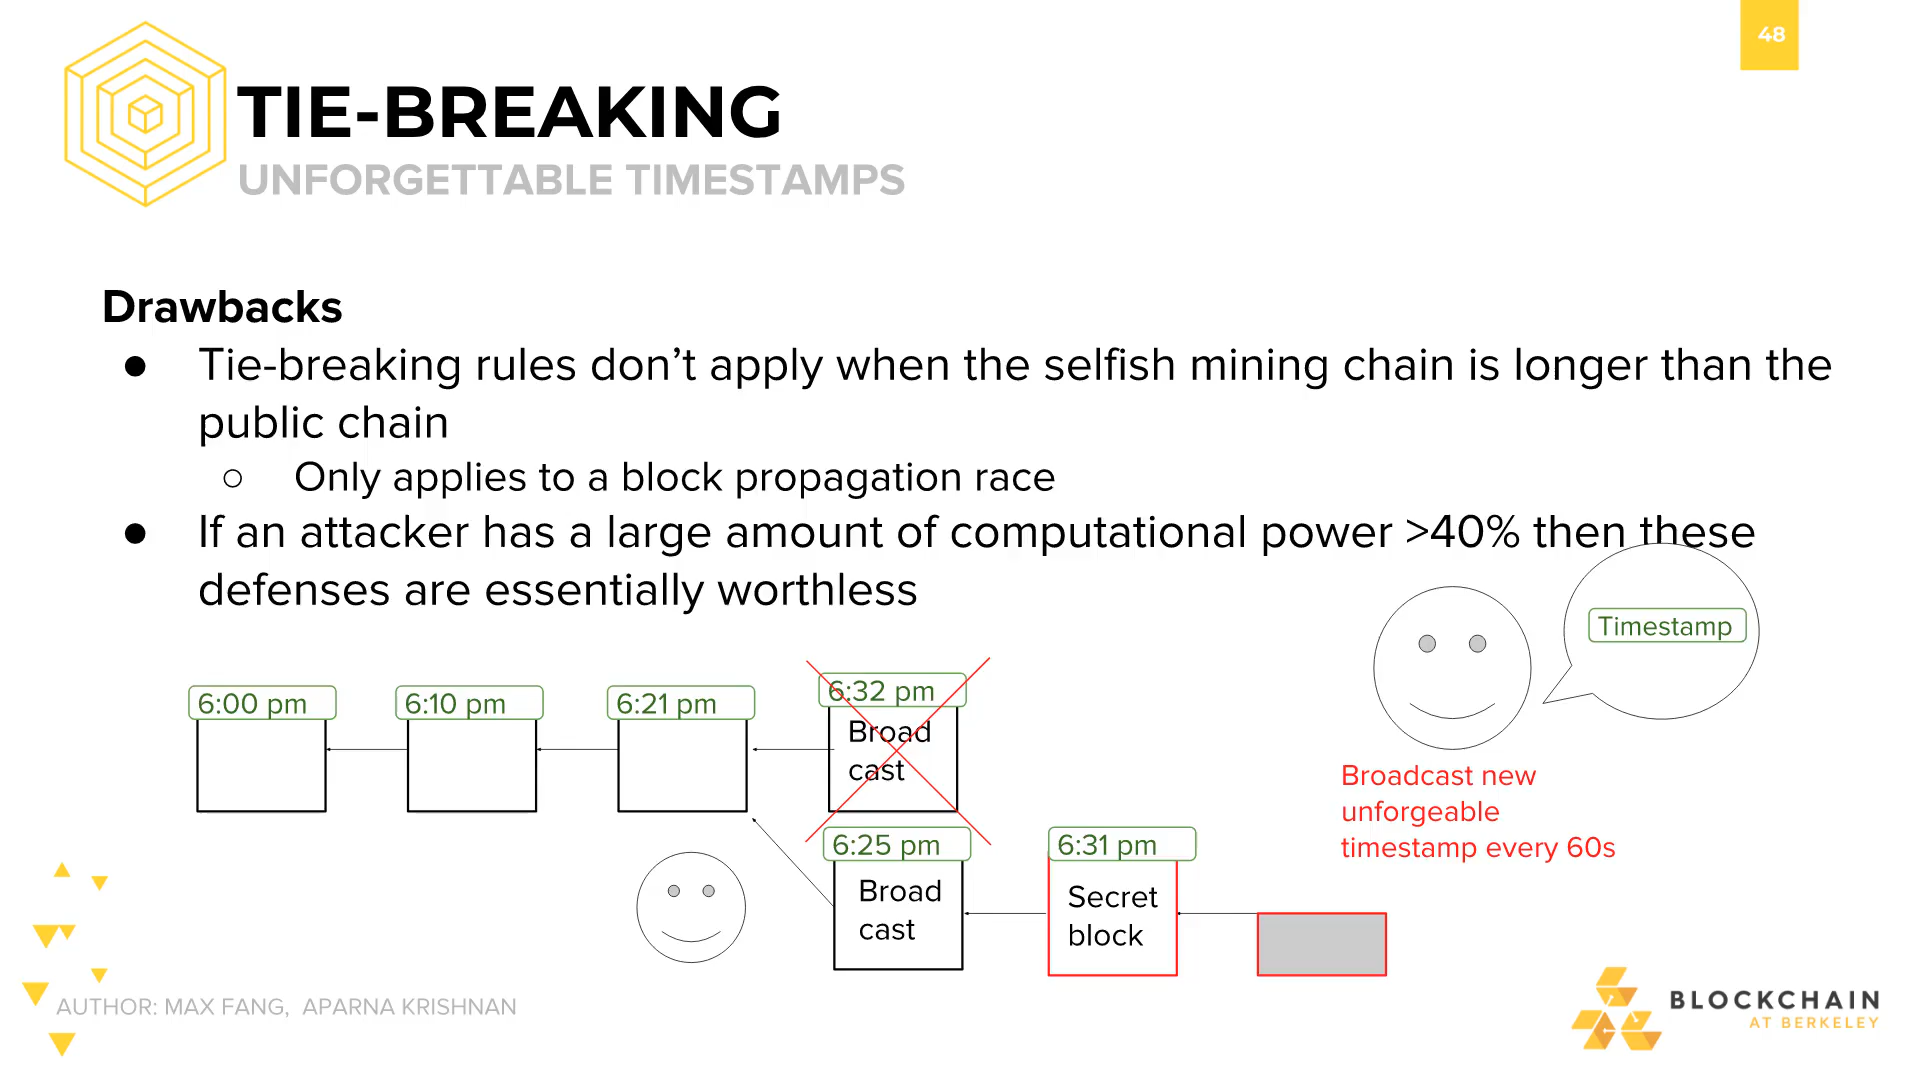 48
TIE-BREAKING
UNFORGETTABLE TIMESTAMPS
Drawbacks
● Tie-breaking rules don’t apply when the selfish mining chain is longer than the
public chain
○ Only applies to a block propagation race
● If an attacker has a large amount of computational power >40% then these
defenses are essentially worthless
Timestamp
6:00 pm
6:10 pm
6:21 pm
6:32 pm
Broad
cast
Broadcast new
unforgeable
timestamp every 60s
6:25 pm
6:31 pm
Broad
cast
Secret
block
AUTHOR: MAX FANG, APARNA KRISHNAN
BLOCKCHAIN
AT BERKELEY